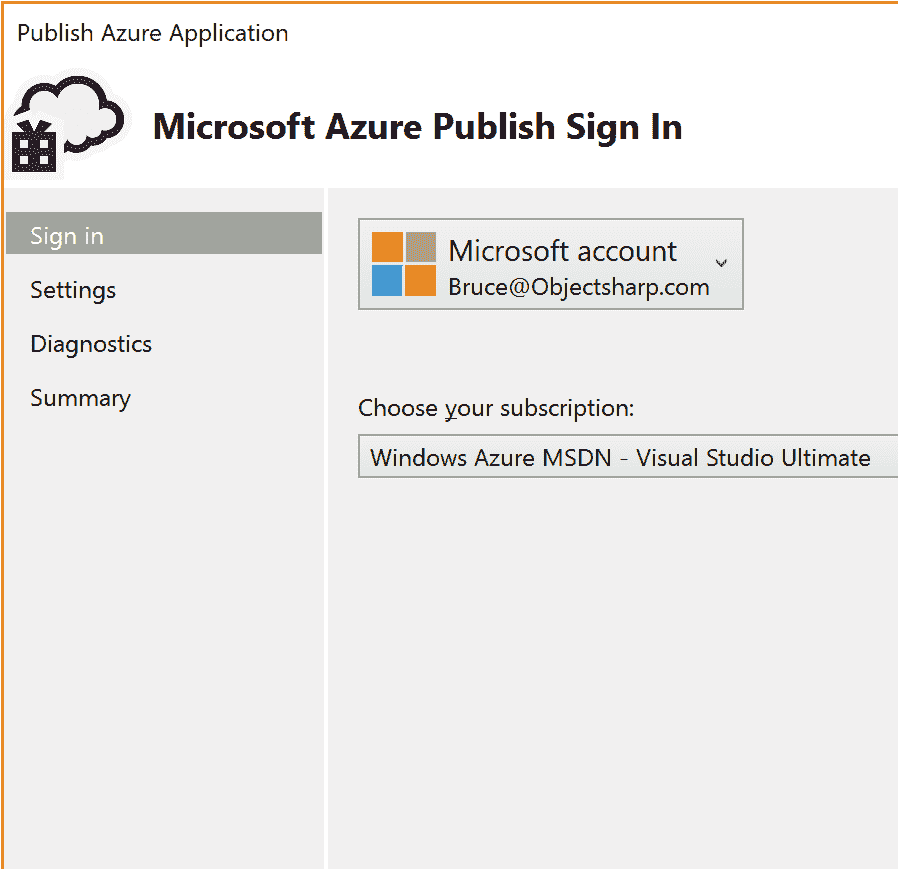 Publish Azure Application
Microsoft Azure Publish Sign In
Sign in
Settings
Diagnostics
Summary
Microsoft account
Bruce@Objectsharp.com
Choose your subscription:
Windows Azure MSDN - Visual Studio Ultimate